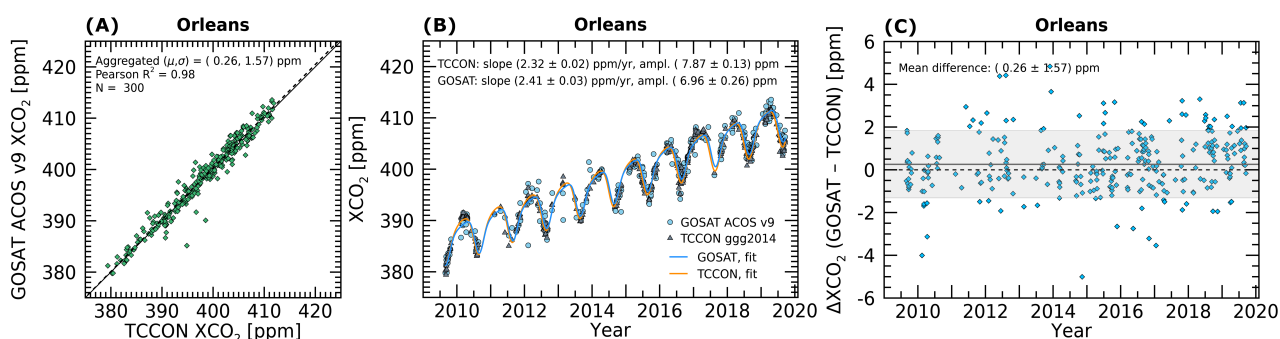 (A) Orleans
GOSAT ACOS v9 XCO2 [ppm]
420
410
400
390
380
Aggregated (μ,σ) = ( 0.26, 1.57) ppm
Pearson R2 = 0.98
N = 300
380 390 400 410 420
TCCON XCO2 [ppm]
(B) Orleans
XCO2 [ppm]
420
410
400
390
380
TCCON: slope (2.32 ± 0.02) ppm/yr, ampl. ( 7.87 ± 0.13) ppm
GOSAT: slope (2.41 ± 0.03) ppm/yr, ampl. ( 6.96 ± 0.26) ppm
GOSAT ACOS v9
TCCON ggg2014
GOSAT, fit
TCCON, fit
2010 2012 2014 2016 2018 2020
Year
(C) Orleans
ΔXCO2 (GOSAT – TCCON) [ppm]
6
4
2
0
-2
-4
-6
Mean difference: ( 0.26 ± 1.57) ppm
2010 2012 2014 2016 2018 2020
Year